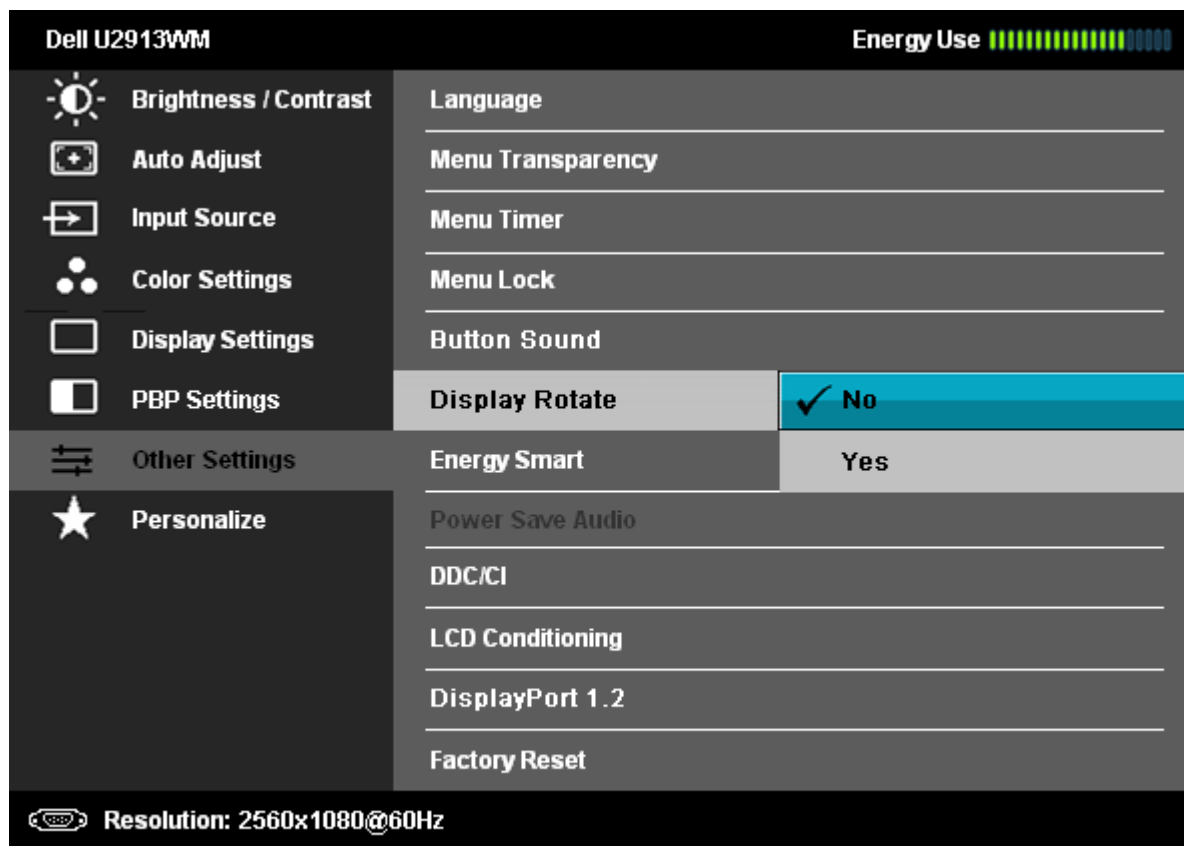 Dell U2913WM Energy Use
Brightness / Contrast Language
Auto Adjust Menu Transparency
Input Source Menu Timer
Color Settings Menu Lock
Display Settings Button Sound
PBP Settings Display Rotate No
Other Settings Energy Smart Yes
Personalize Power Save Audio
DDC/CI
LCD Conditioning
DisplayPort 1.2
Factory Reset
Resolution: 2560x1080@60Hz